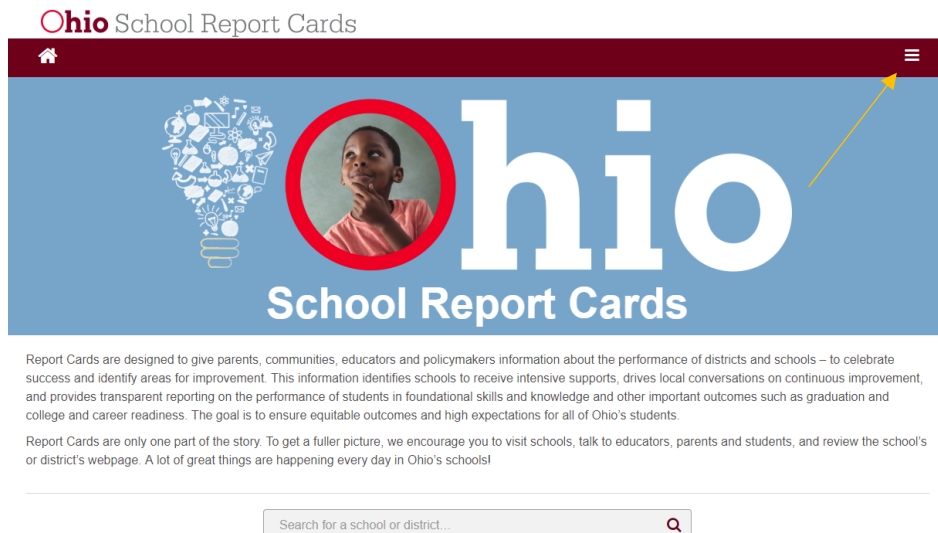 Ohio School Report Cards
Ohio
School Report Cards
Report Cards are designed to give parents, communities, educators and policymakers information about the performance of districts and schools – to celebrate
success and identify areas for improvement. This information identifies schools to receive intensive supports, drives local conversations on continuous improvement,
and provides transparent reporting on the performance of students in foundational skills and knowledge and other important outcomes such as graduation and
college and career readiness. The goal is to ensure equitable outcomes and high expectations for all of Ohio's students.
Report Cards are only one part of the story. To get a fuller picture, we encourage you to visit schools, talk to educators, parents and students, and review the school's
or district's webpage. A lot of great things are happening every day in Ohio's schools!
Search for a school or district...